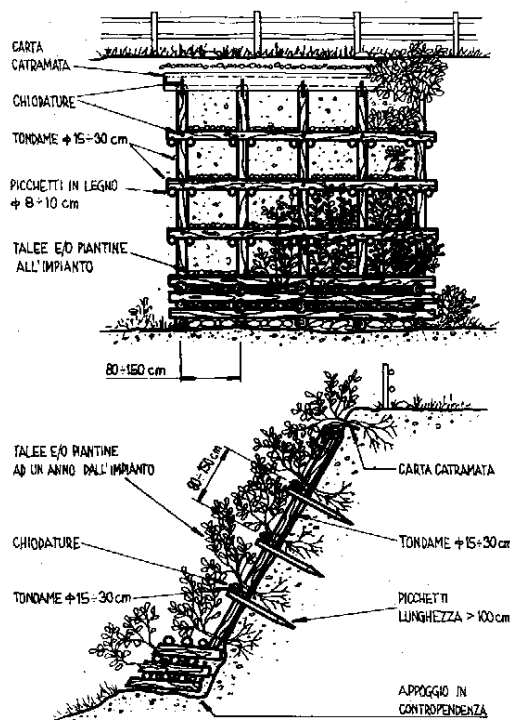 CARTA
CATRAMATA
CHIODATURE
TONDAME ϕ 15÷30 cm
PICCHETTI IN LEGNO
ϕ 8÷10 cm
TALEE E/O PIANTINE
ALL'IMPIANTO
80÷150 cm
TALEE E/O PIANTINE
AD UN ANNO DALL'IMPIANTO
80÷150 cm
CARTA CATRAMATA
CHIODATURE
TONDAME ϕ 15÷30 cm
TONDAME ϕ 15÷30 cm
PICCHETTI
LUNGHEZZA > 100 cm
APPOGGIO IN
CONTROPENDENZA